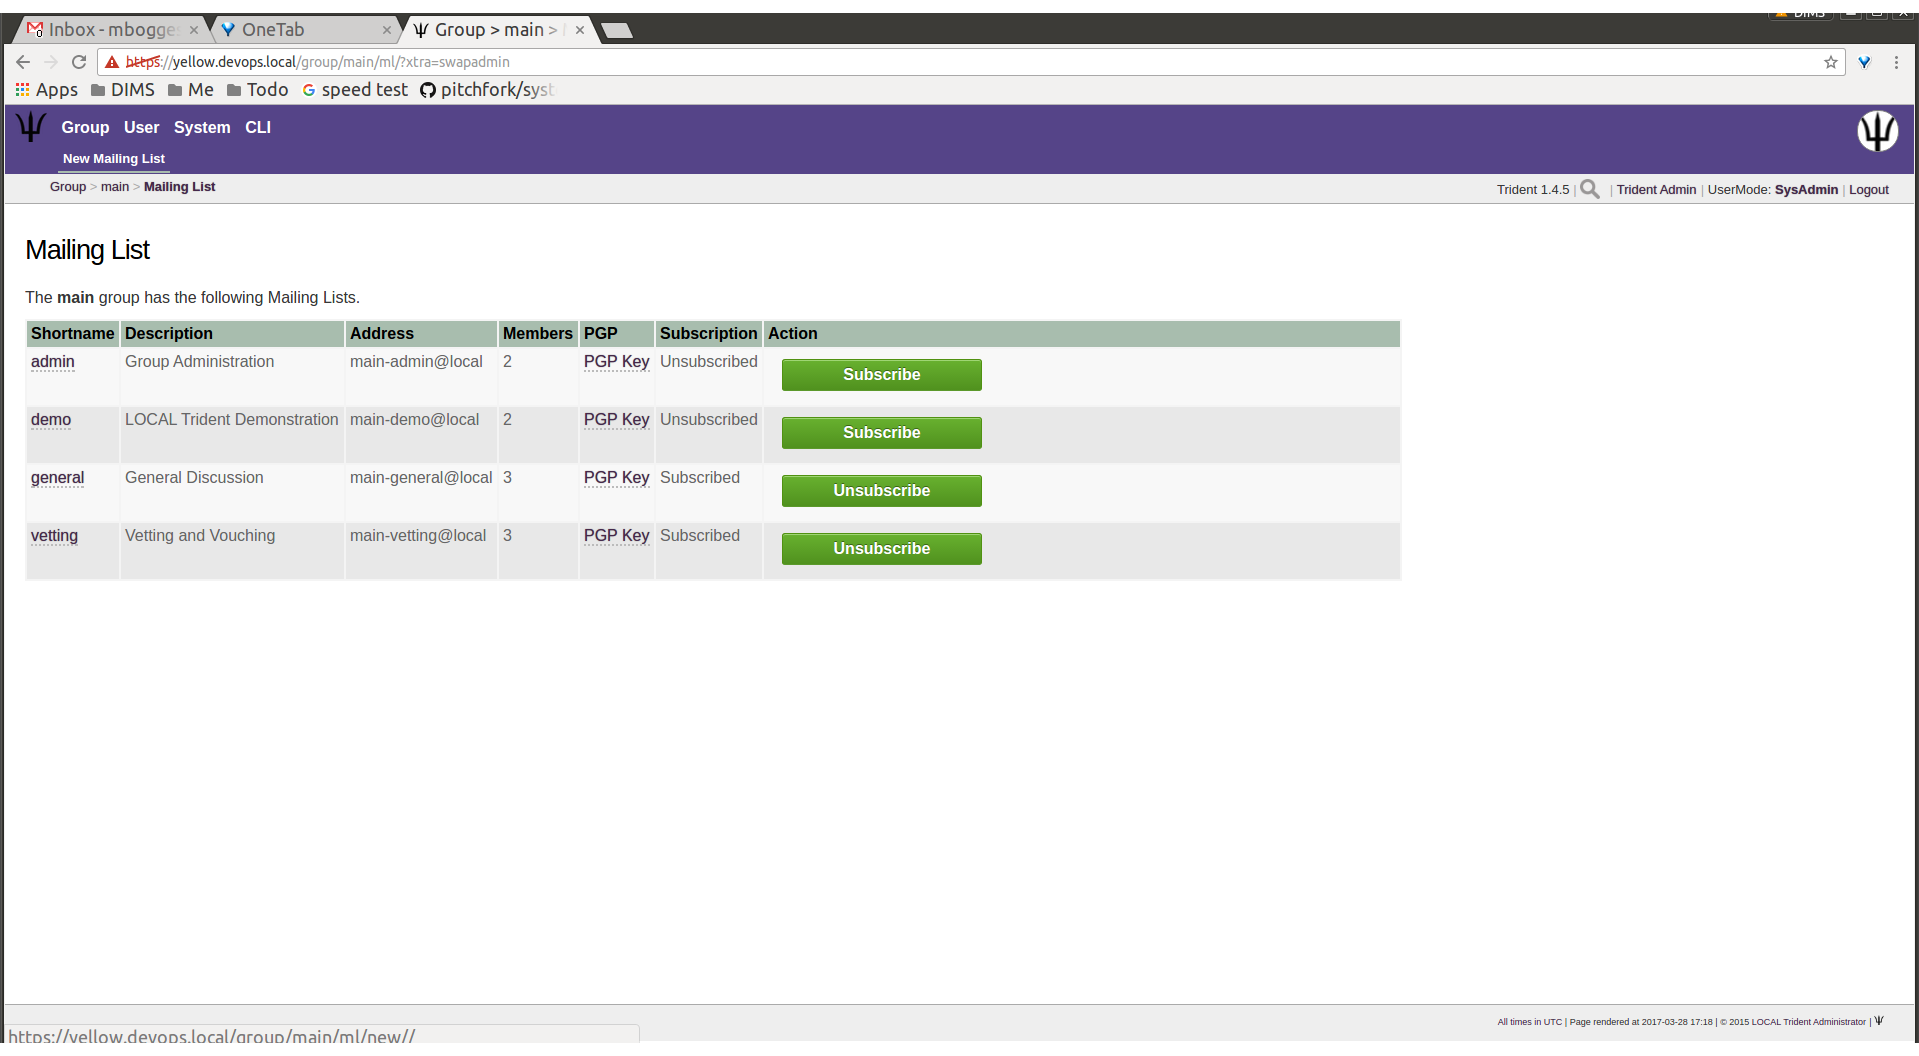 DIMS
Inbox - mbogge
OneTab
Group > main >
https://yellow.devops.local/group/main/ml/?xtra=swapadmin
Apps DIMS Me Todo speed test pitchfork/syst
Group User System CLI
New Mailing List
Group > main > Mailing List
Trident 1.4.5 | | Trident Admin | UserMode: SysAdmin | Logout
Mailing List
The main group has the following Mailing Lists.
Shortname Description Address Members PGP Subscription Action
admin Group Administration main-admin@local 2 PGP Key Unsubscribed Subscribe
demo LOCAL Trident Demonstration main-demo@local 2 PGP Key Unsubscribed Subscribe
general General Discussion main-general@local 3 PGP Key Subscribed Unsubscribe
vetting Vetting and Vouching main-vetting@local 3 PGP Key Subscribed Unsubscribe
All times in UTC | Page rendered at 2017-03-28 17:18 | © 2015 LOCAL Trident Administrator |
https://yellow.devops.local/group/main/ml/new//